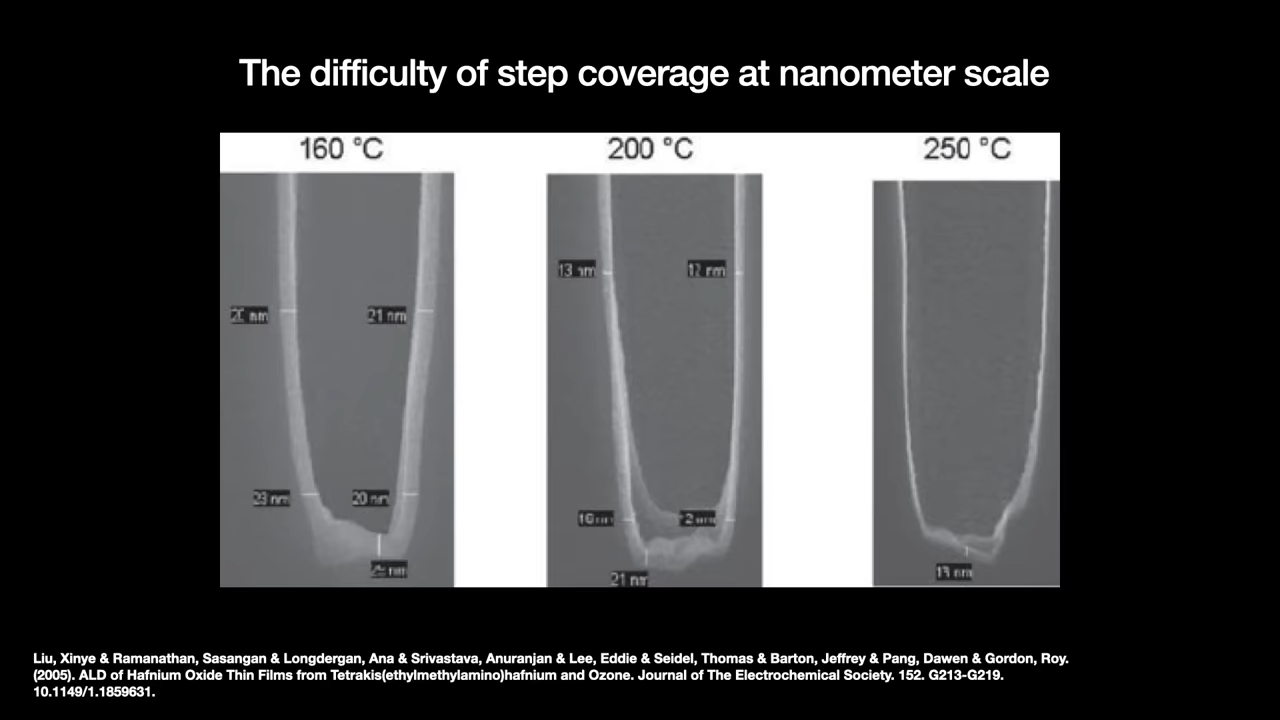 The difficulty of step coverage at nanometer scale
160 °C
200 °C
250 °C
13 nm
12 nm
21 nm
20 nm
21 nm
13 nm
Liu, Xinye & Ramanathan, Sasangan & Longdergan, Ana & Srivastava, Anuranjan & Lee, Eddie & Seidel, Thomas & Barton, Jeffrey & Pang, Dawen & Gordon, Roy.
(2005). ALD of Hafnium Oxide Thin Films from Tetrakis(ethylmethylamino)hafnium and Ozone. Journal of The Electrochemical Society. 152. G213-G219.
10.1149/1.1859631.